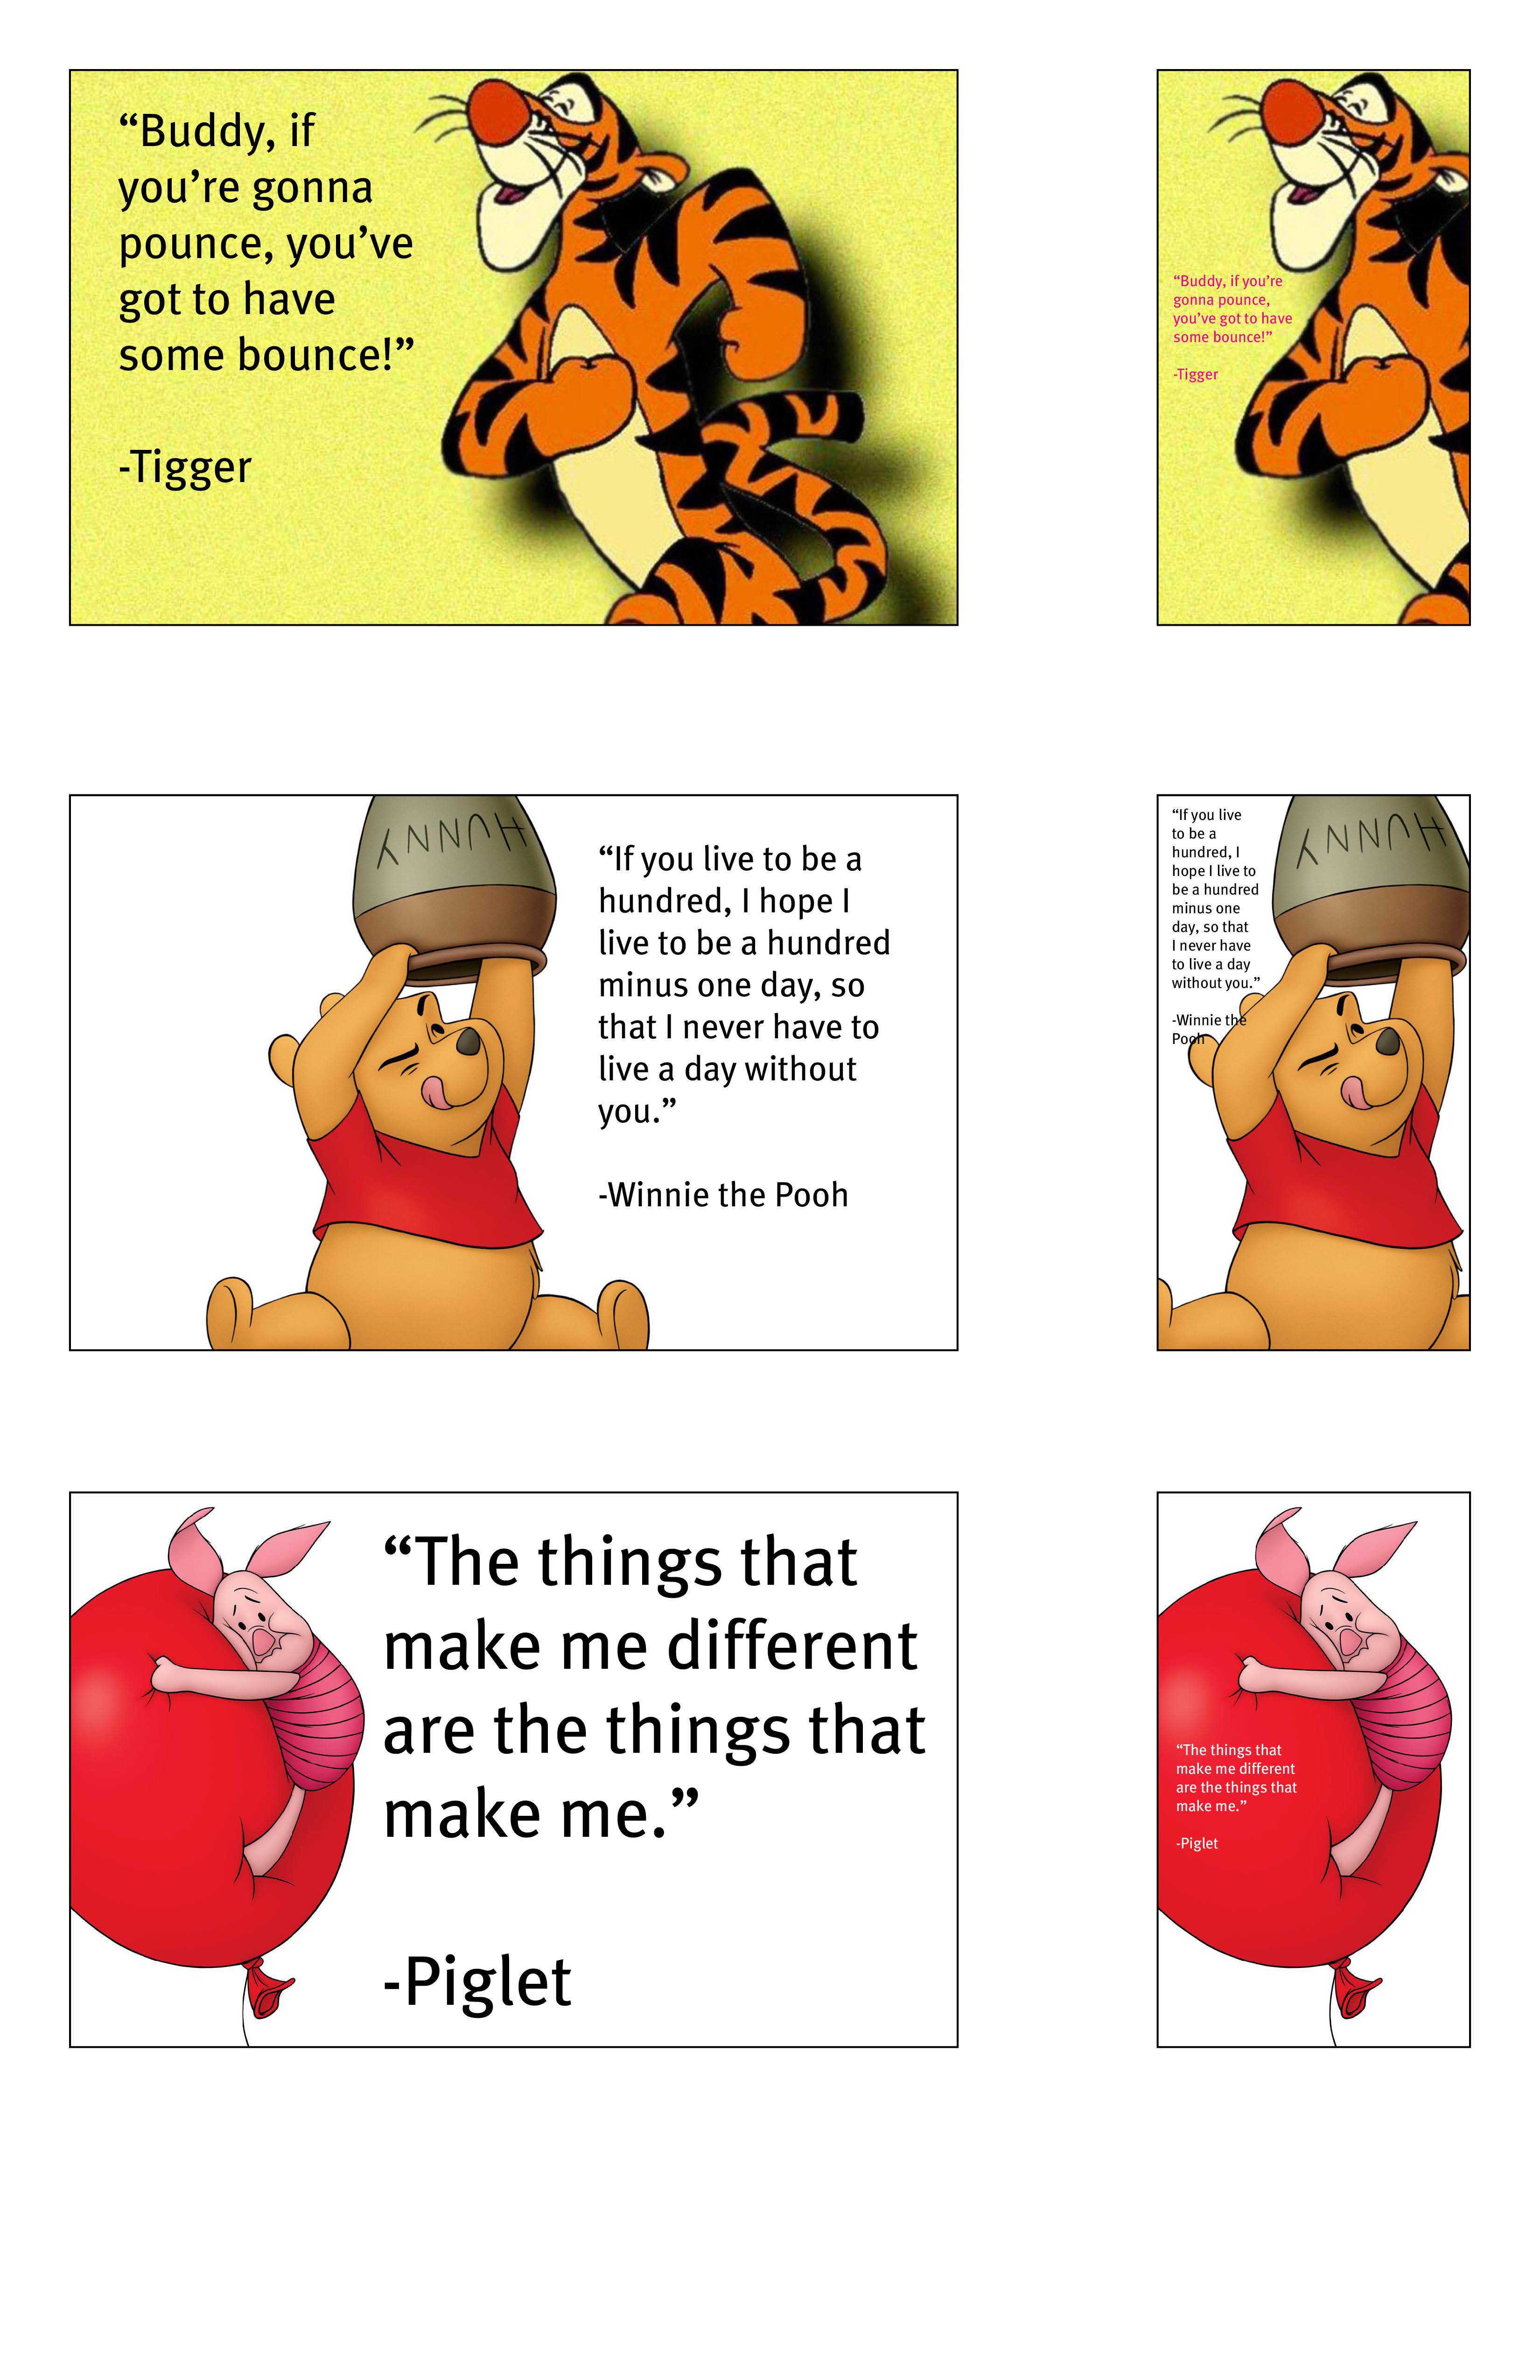 “Buddy, if
you’re gonna
pounce, you’ve
got to have
some bounce!”
-Tigger
“Buddy, if you’re
gonna pounce,
you’ve got to have
some bounce!”
-Tigger
HUNNY
“If you live to be a
hundred, I hope I
live to be a hundred
minus one day, so
that I never have to
live a day without
you.”
-Winnie the Pooh
“If you live
to be a
hundred, I
hope I live to
be a hundred
minus one
day, so that
I never have
to live a day
without you.”
-Winnie the
Pooh
HUNNY
“The things that
make me different
are the things that
make me.”
-Piglet
“The things that
make me different
are the things that
make me.”
-Piglet